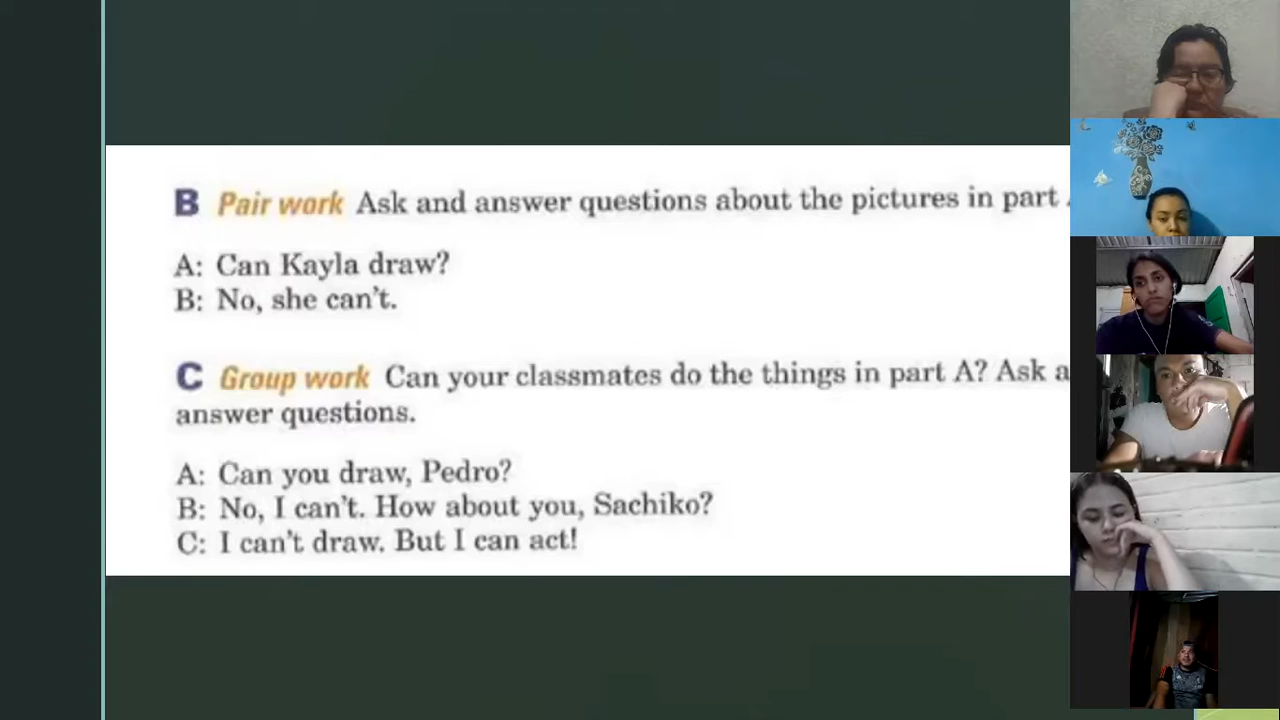 B Pair work Ask and answer questions about the pictures in part
A: Can Kayla draw?
B: No, she can't.
C Group work Can your classmates do the things in part A? Ask a
answer questions.
A: Can you draw, Pedro?
B: No, I can't. How about you, Sachiko?
C: I can't draw. But I can act!